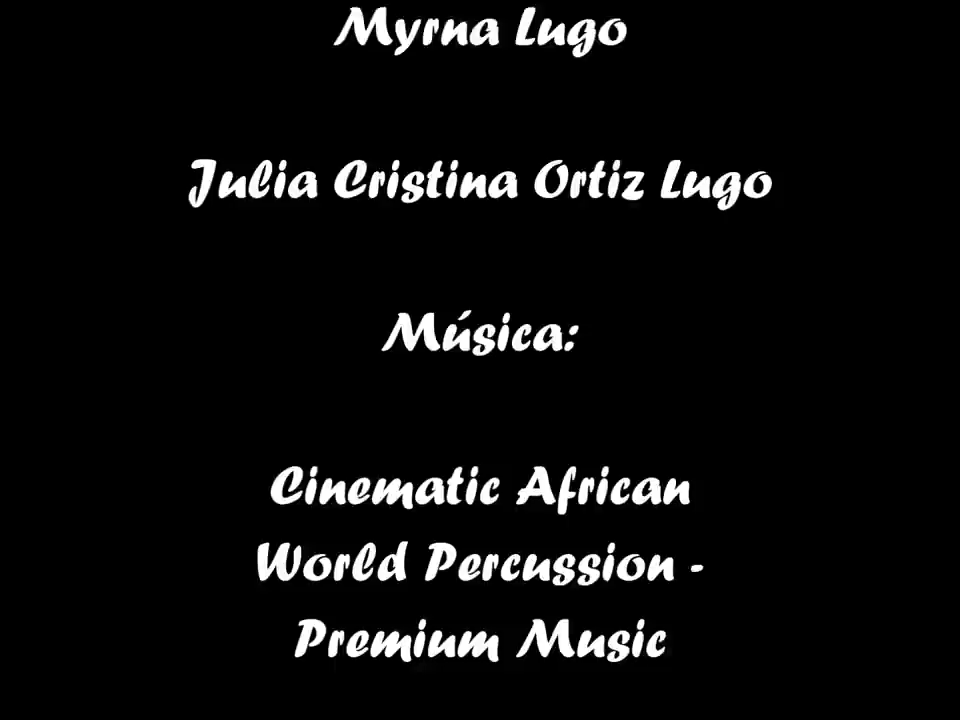 Myrna Lugo
Julia Cristina Ortiz Lugo
Música:
Cinematic African
World Percussion -
Premium Music